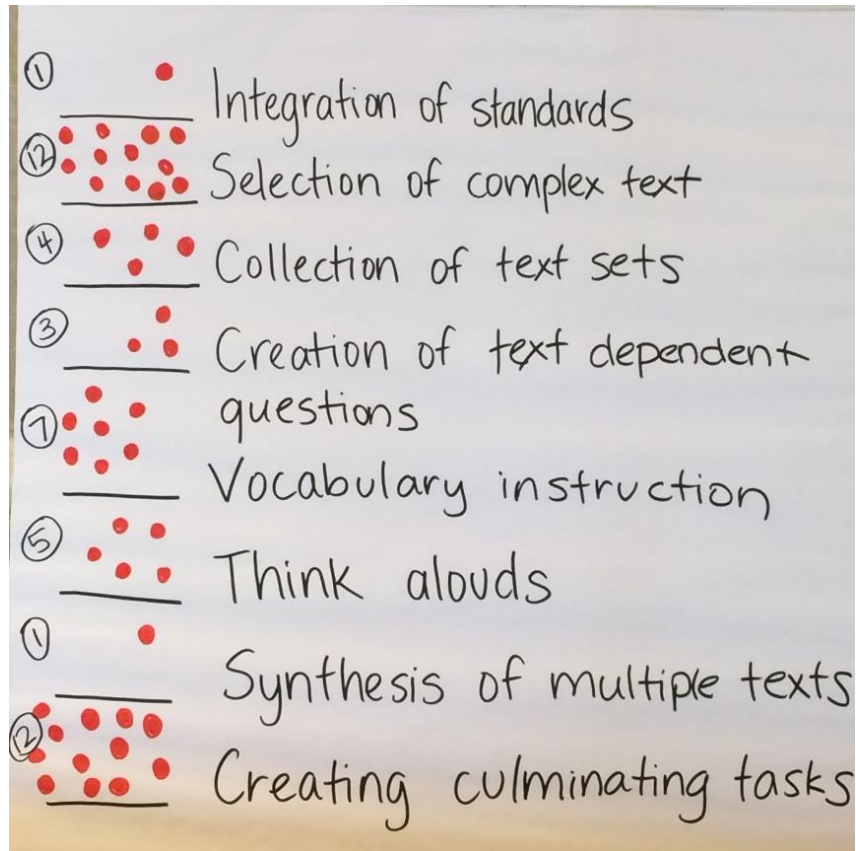 ① Integration of standards
⑫ Selection of complex text
④ Collection of text sets
③ Creation of text dependent
questions
⑦ Vocabulary instruction
⑤ Think alouds
① Synthesis of multiple texts
⑫ Creating culminating tasks